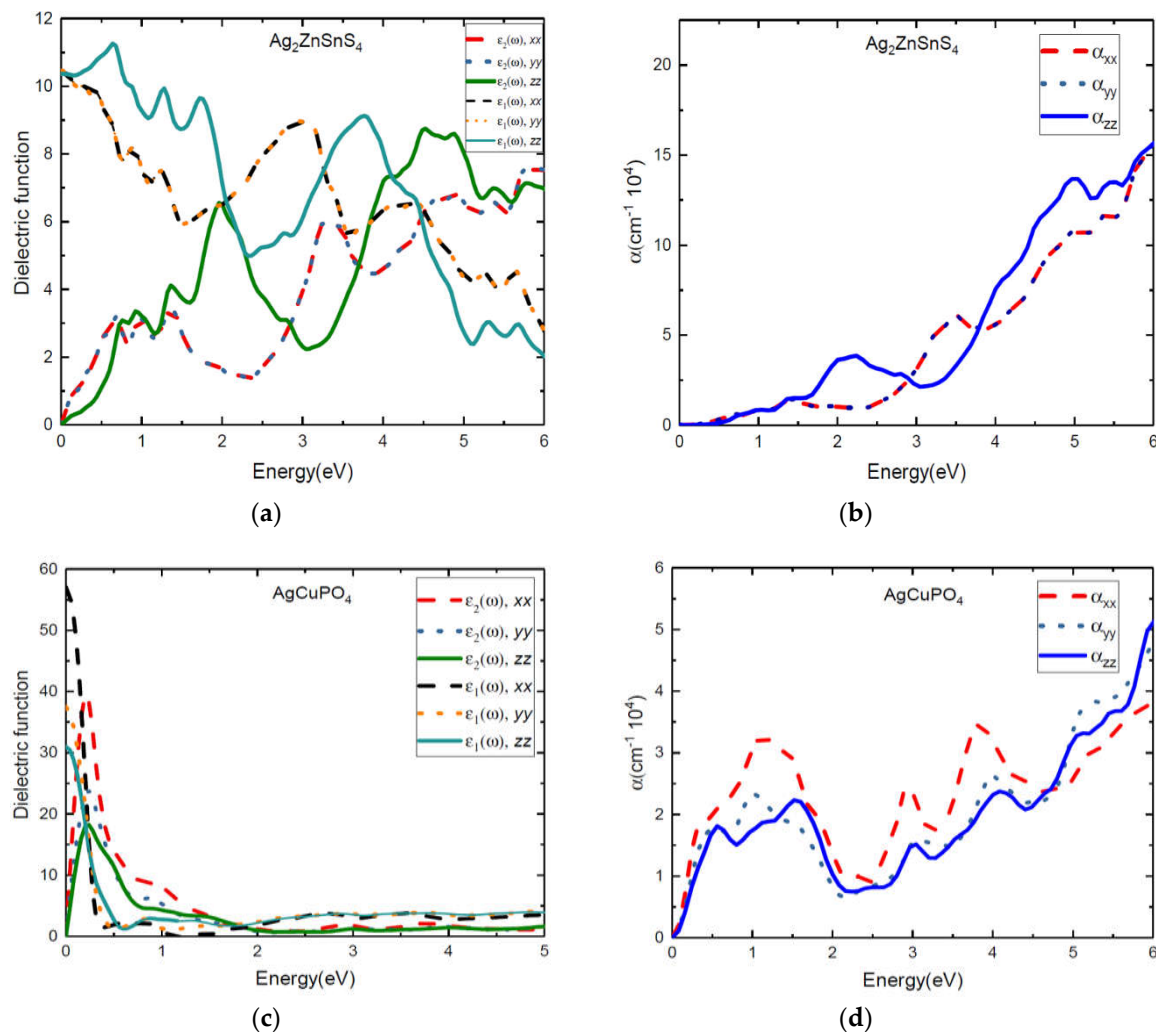 Ag₂ZnSnS₄
ε₂(ω), xx
ε₂(ω), yy
ε₂(ω), zz
ε₁(ω), xx
ε₁(ω), yy
ε₁(ω), zz
Dielectric function
12
10
8
6
4
2
0
0 1 2 3 4 5 6
Energy(eV)
(a)
Ag₂ZnSnS₄
αxx
αyy
αzz
α(cm⁻¹ 10⁴)
20
15
10
5
0
0 1 2 3 4 5 6
Energy(eV)
(b)
AgCuPO₄
ε₂(ω), xx
ε₂(ω), yy
ε₂(ω), zz
ε₁(ω), xx
ε₁(ω), yy
ε₁(ω), zz
Dielectric function
60
50
40
30
20
10
0
0 1 2 3 4 5
Energy(eV)
(c)
AgCuPO₄
αxx
αyy
αzz
α(cm⁻¹ 10⁴)
6
5
4
3
2
1
0
0 1 2 3 4 5 6
Energy(eV)
(d)